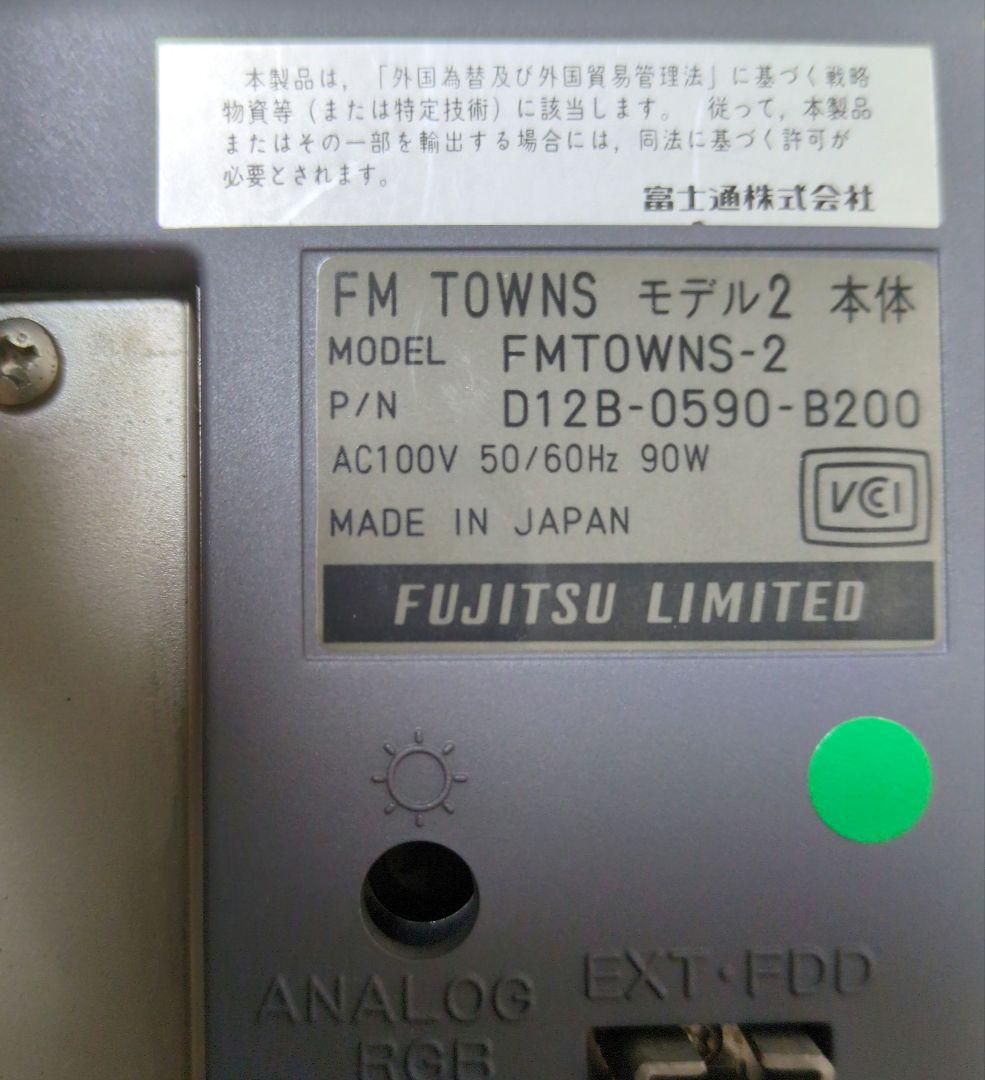 本製品は，「外国為替及び外国貿易管理法」に基づく戦略
物資等（または特定技術）に該当します。　従って，本製品
またはその一部を輸出する場合には，同法に基づく許可が
必要とされます。
富士通株式会社
FM TOWNS モデル2 本体
MODEL FMTOWNS-2
P/N D12B-0590-B200
AC100V 50/60Hz 90W
VCCI
MADE IN JAPAN
FUJITSU LIMITED
ANALOG
RGB
EXT・FDD